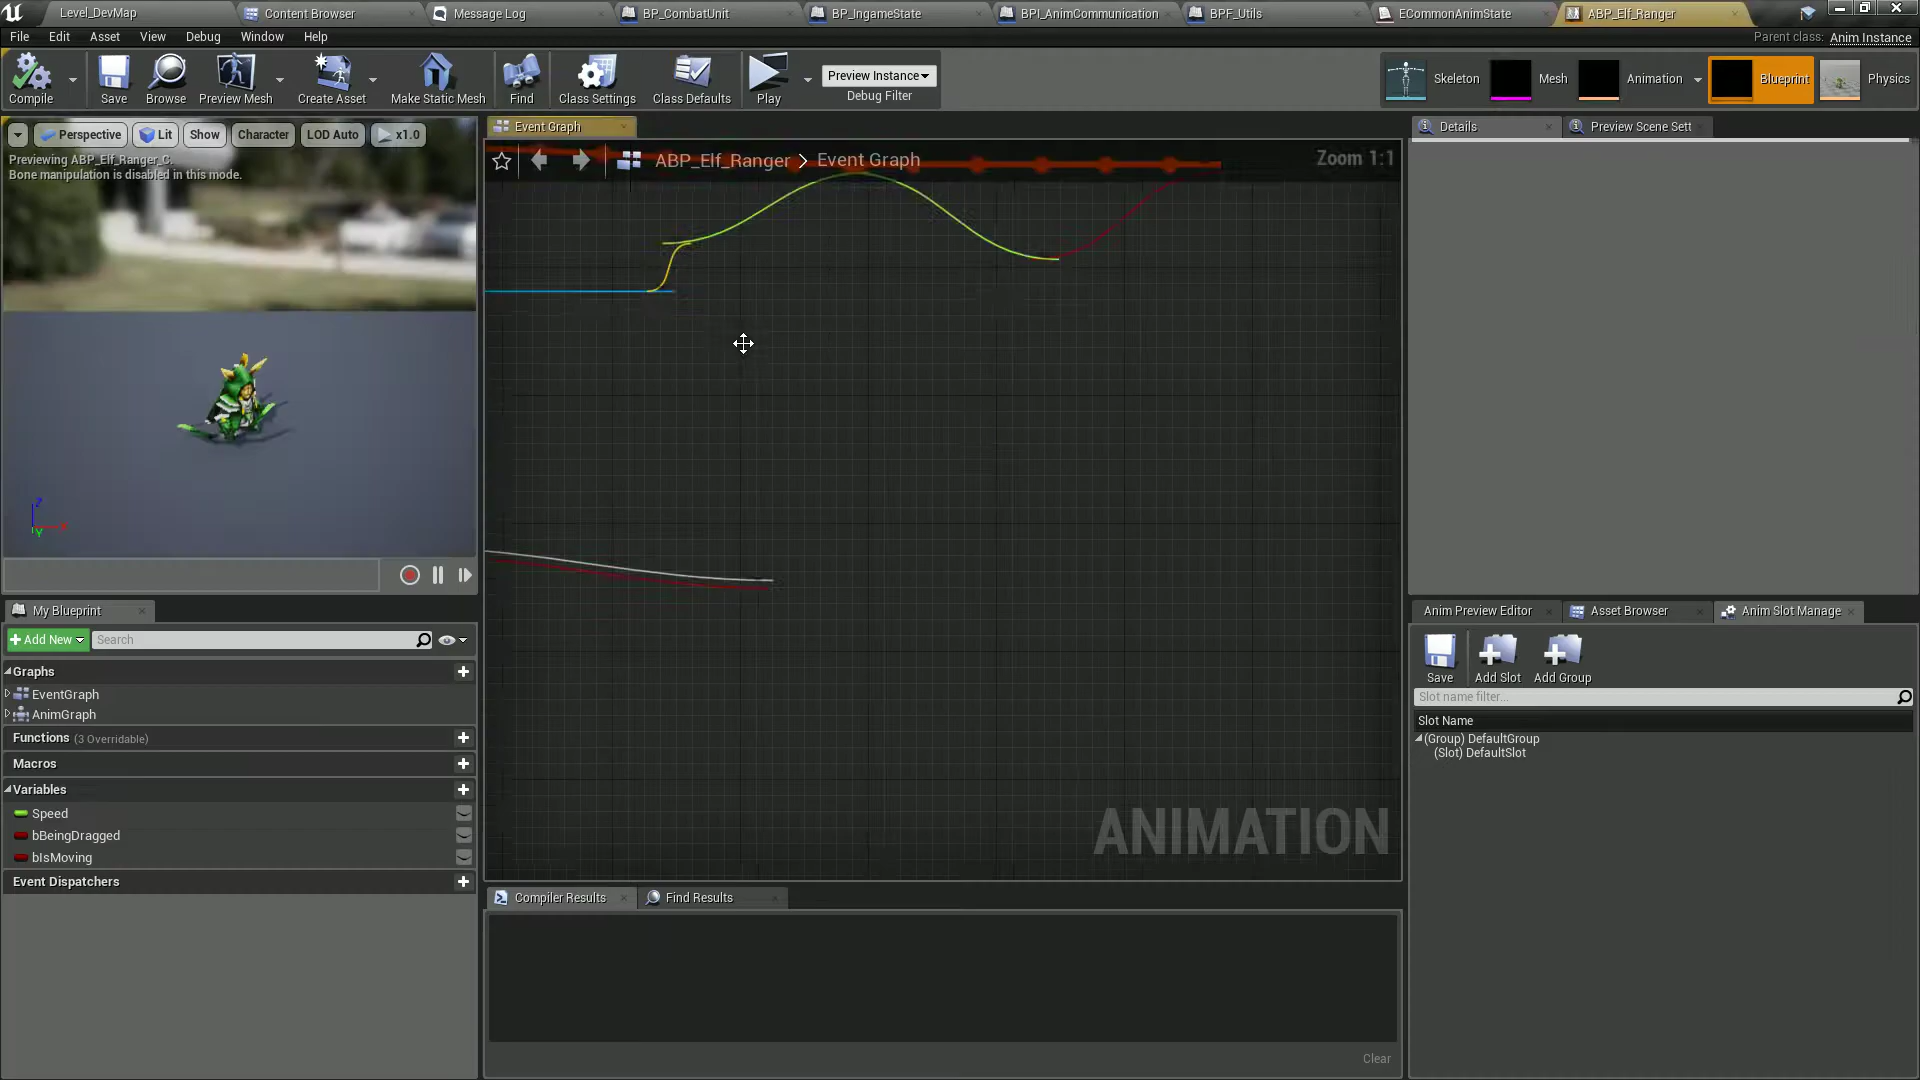 Level_DevMap
Content Browser
Message Log
BP_CombatUnit
BP_IngameState
BPI_AnimCommunication
BPF_Utils
ECommonAnimState
ABP_Elf_Ranger
File Edit Asset View Debug Window Help
Parent class: Anim Instance
Compile
Save
Browse
Preview Mesh
Create Asset
Make Static Mesh
Find
Class Settings
Class Defaults
Play
Preview Instance
Debug Filter
Skeleton
Mesh
Animation
Blueprint
Physics
Perspective
Lit
Show
Character
LOD Auto
x1.0
Previewing ABP_Elf_Ranger_C.
Bone manipulation is disabled in this mode.
Event Graph
ABP_Elf_Ranger > Event Graph
Zoom 1:1
ANIMATION
Details
Preview Scene Sett
My Blueprint
Add New
Search
Graphs
EventGraph
AnimGraph
Functions (3 Overridable)
Macros
Variables
Speed
bBeingDragged
bIsMoving
Event Dispatchers
Compiler Results
Find Results
Clear
Anim Preview Editor
Asset Browser
Anim Slot Manage
Save
Add Slot
Add Group
Slot name filter...
Slot Name
(Group) DefaultGroup
(Slot) DefaultSlot